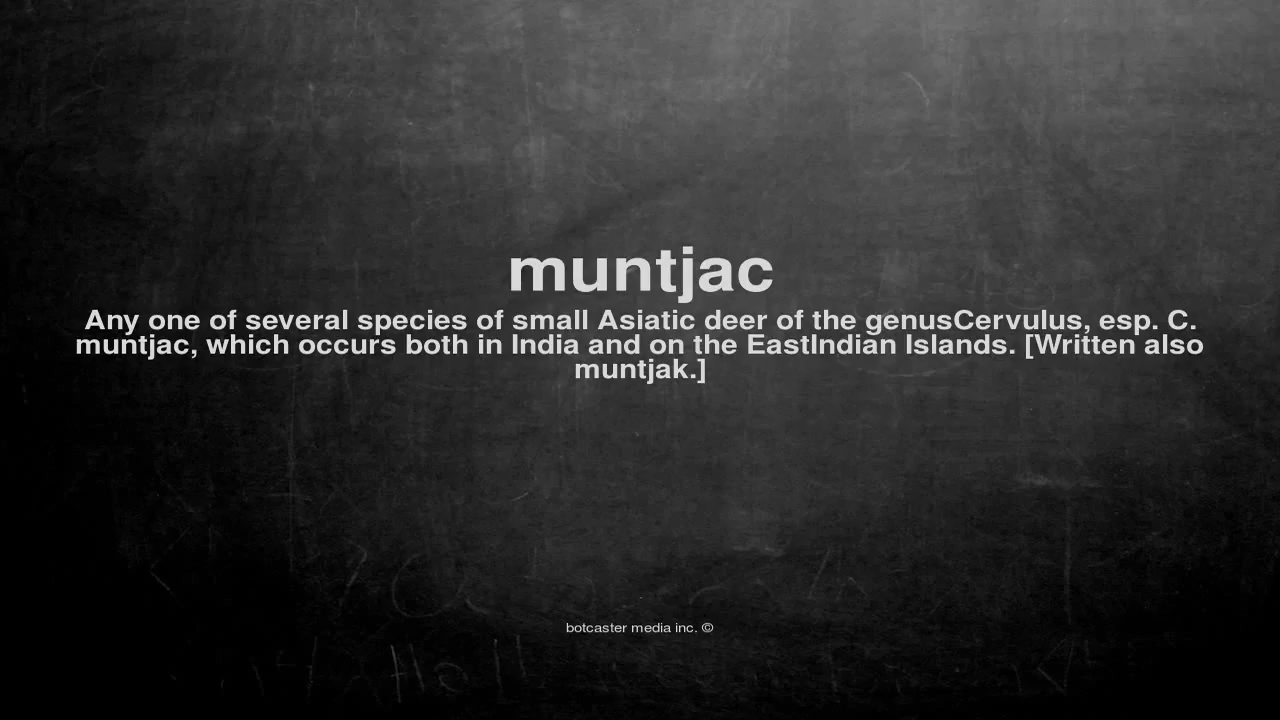 muntjac
Any one of several species of small Asiatic deer of the genusCervulus, esp. C.
muntjac, which occurs both in India and on the EastIndian Islands. [Written also
muntjak.]
botcaster media inc. ©